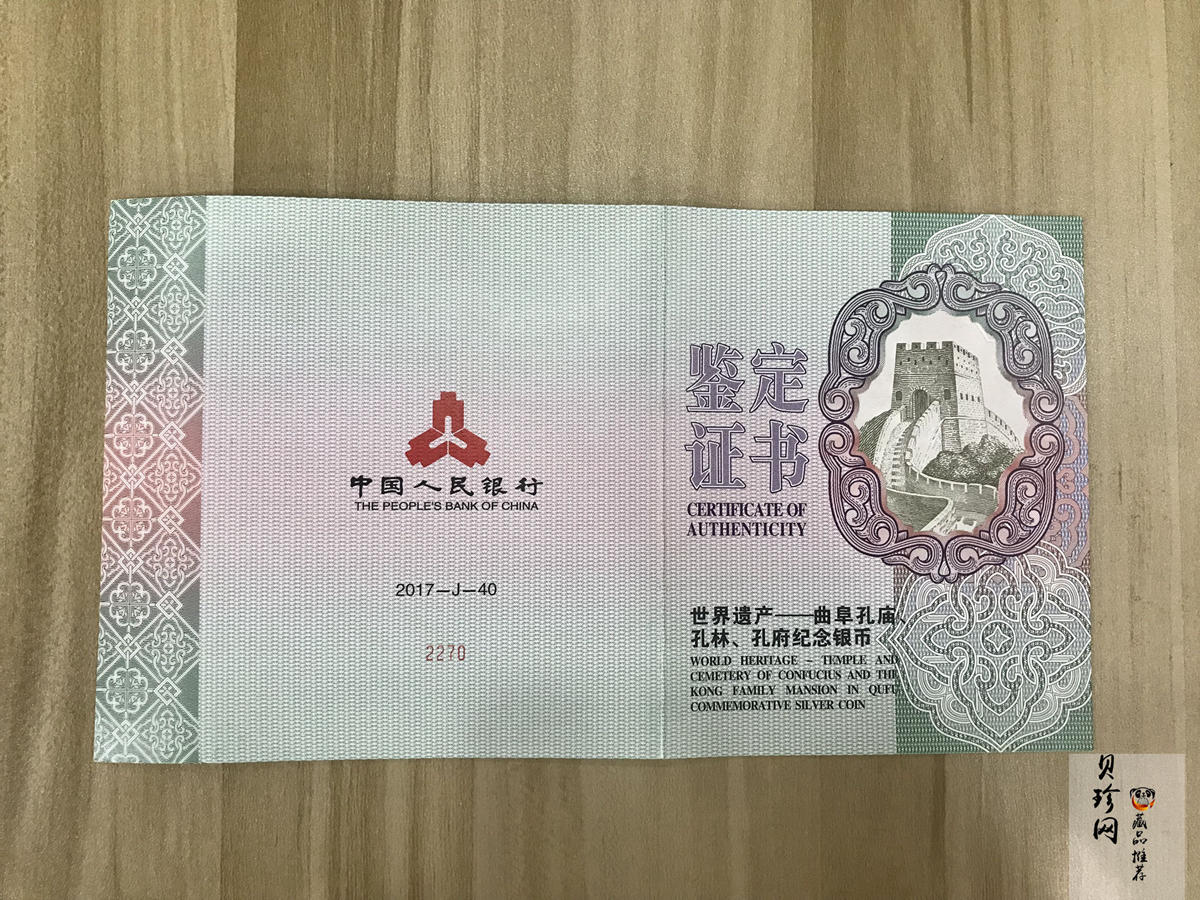 中国人民银行
THE PEOPLE'S BANK OF CHINA
2017—J—40
2270
鉴定
证书
CERTIFICATE OF
AUTHENTICITY
世界遗产——曲阜孔庙、
孔林、孔府纪念银币
WORLD HERITAGE – TEMPLE AND
CEMETERY OF CONFUCIUS AND THE
KONG FAMILY MANSION IN QUFU
COMMEMORATIVE SILVER COIN
贝珍网
藏品推荐